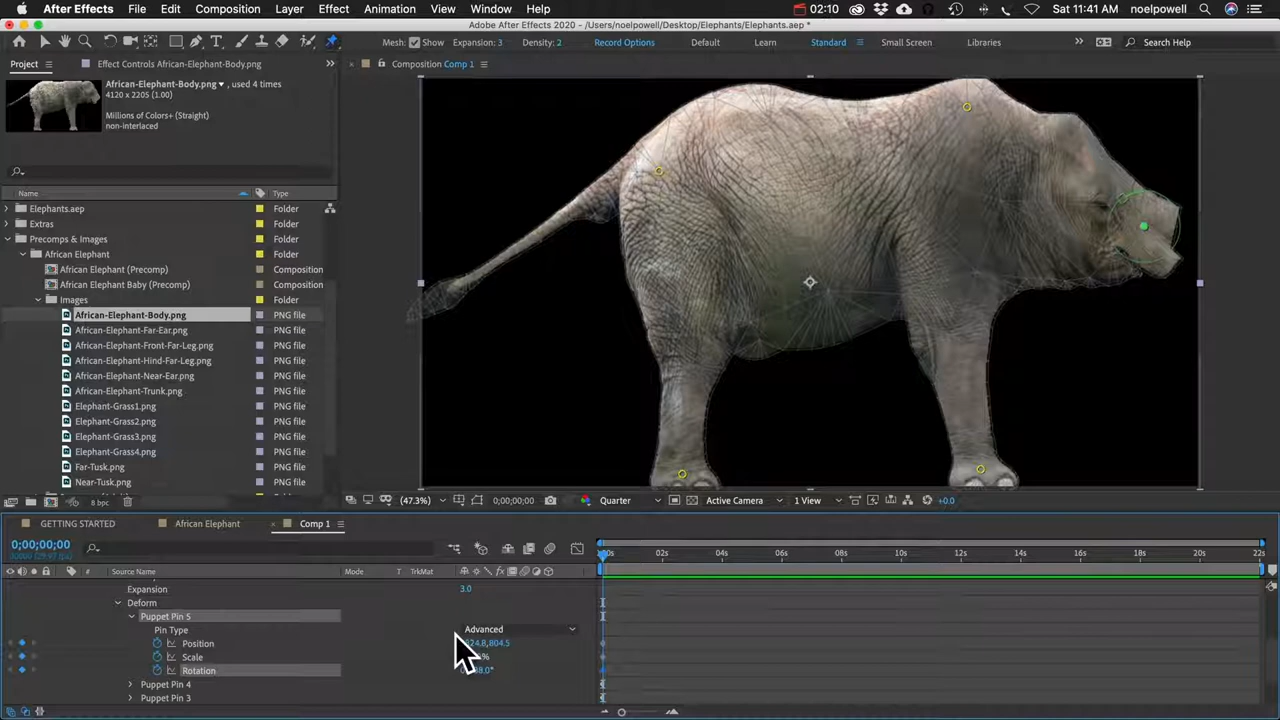 After Effects File Edit Composition Layer Effect Animation View Window Help 02:10 Sat 11:41 AM noelpowell
Adobe After Effects 2020 - /Users/noelpowell/Desktop/Elephants/Elephants.aep *
Mesh: Show Expansion: 3 Density: 2 Record Options Default Learn Standard Small Screen Libraries Search Help
Project Effect Controls African-Elephant-Body.png Composition Comp 1
African-Elephant-Body.png , used 4 times
4120 x 2205 (1.00)
Millions of Colors+ (Straight)
non-interlaced
Name Type
Elephants.aep Folder
Extras Folder
Precomps & Images Folder
African Elephant Folder
African Elephant (Precomp) Composition
African Elephant Baby (Precomp) Composition
Images Folder
African-Elephant-Body.png PNG file
African-Elephant-Far-Ear.png PNG file
African-Elephant-Front-Far-Leg.png PNG file
African-Elephant-Hind-Far-Leg.png PNG file
African-Elephant-Near-Ear.png PNG file
African-Elephant-Trunk.png PNG file
Elephant-Grass1.png PNG file
Elephant-Grass2.png PNG file
Elephant-Grass3.png PNG file
Elephant-Grass4.png PNG file
Far-Tusk.png PNG file
Near-Tusk.png PNG file
8 bpc (47.3%) 0;00;00;00 Quarter Active Camera 1 View +0.0
GETTING STARTED African Elephant Comp 1
0;00;00;00
Source Name Mode T TrkMat
02s 04s 06s 08s 10s 12s 14s 16s 18s 20s 22s
Expansion 3.0
Deform
Puppet Pin 5
Pin Type Advanced
Position 24.8,804.5
Scale %
Rotation
Puppet Pin 4
Puppet Pin 3